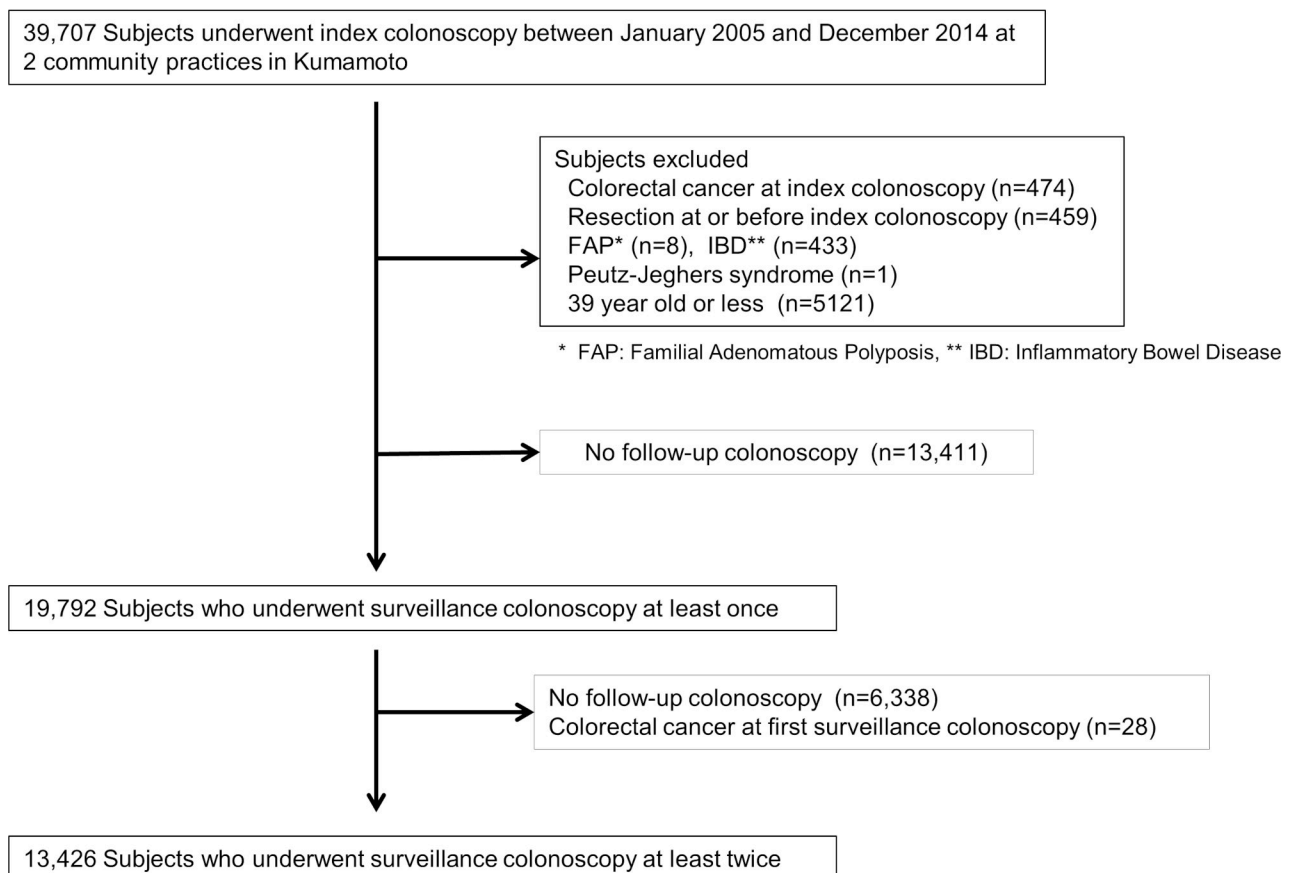 39,707 Subjects underwent index colonoscopy between January 2005 and December 2014 at
2 community practices in Kumamoto
Subjects excluded
Colorectal cancer at index colonoscopy (n=474)
Resection at or before index colonoscopy (n=459)
FAP* (n=8), IBD** (n=433)
Peutz-Jeghers syndrome (n=1)
39 year old or less (n=5121)
* FAP: Familial Adenomatous Polyposis, ** IBD: Inflammatory Bowel Disease
No follow-up colonoscopy (n=13,411)
19,792 Subjects who underwent surveillance colonoscopy at least once
No follow-up colonoscopy (n=6,338)
Colorectal cancer at first surveillance colonoscopy (n=28)
13,426 Subjects who underwent surveillance colonoscopy at least twice